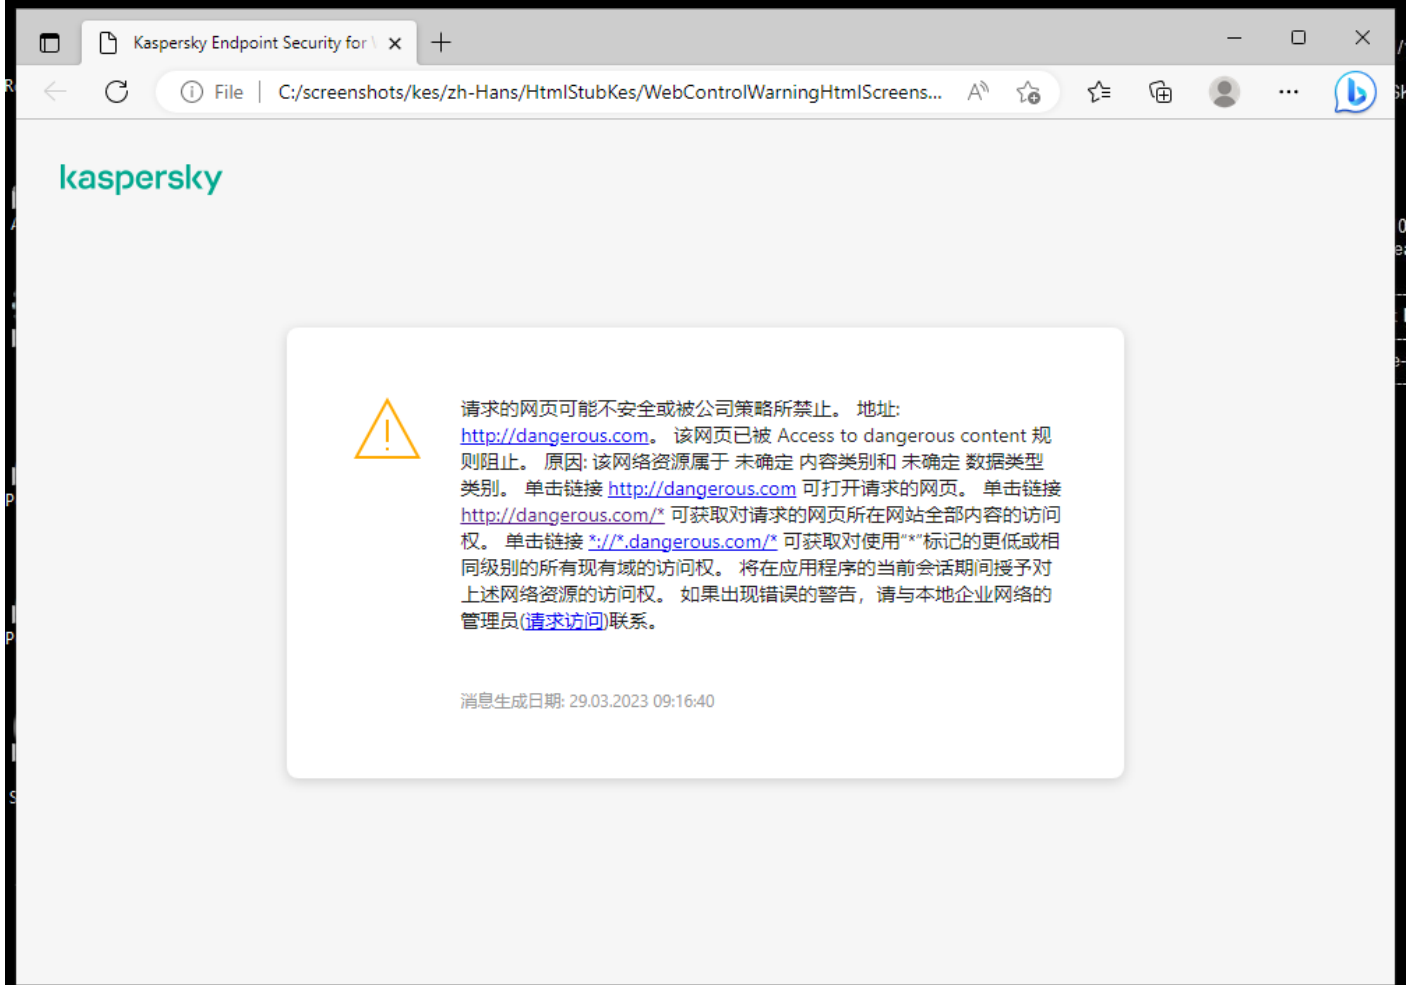 Kaspersky Endpoint Security for
File
C:/screenshots/kes/zh-Hans/HtmlStubKes/WebControlWarningHtmlScreens...
kaspersky
请求的网页可能不安全或被公司策略所禁止。 地址:
http://dangerous.com。 该网页已被 Access to dangerous content 规
则阻止。 原因: 该网络资源属于 未确定 内容类别和 未确定 数据类型
类别。 单击链接 http://dangerous.com 可打开请求的网页。 单击链接
http://dangerous.com/* 可获取对请求的网页所在网站全部内容的访问
权。 单击链接 *://*.dangerous.com/* 可获取对使用“*”标记的更低或相
同级别的所有现有域的访问权。 将在应用程序的当前会话期间授予对
上述网络资源的访问权。 如果出现错误的警告，请与本地企业网络的
管理员(请求访问)联系。
消息生成日期: 29.03.2023 09:16:40